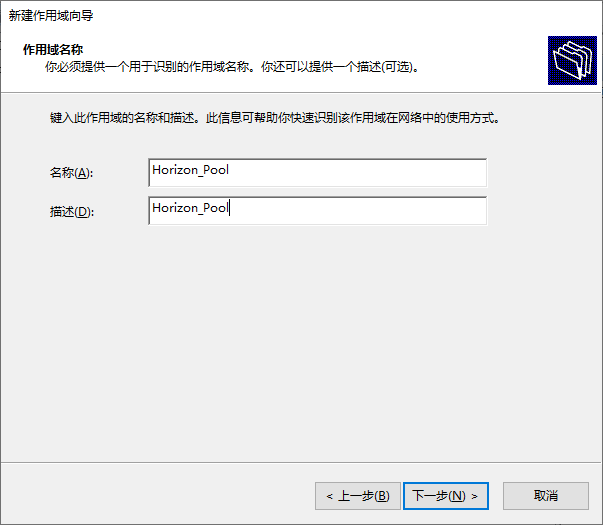 新建作用域向导
作用域名称
你必须提供一个用于识别的作用域名称。你还可以提供一个描述(可选)。
键入此作用域的名称和描述。此信息可帮助你快速识别该作用域在网络中的使用方式。
名称(A): Horizon_Pool
描述(D): Horizon_Pool
< 上一步(B) 下一步(N) > 取消